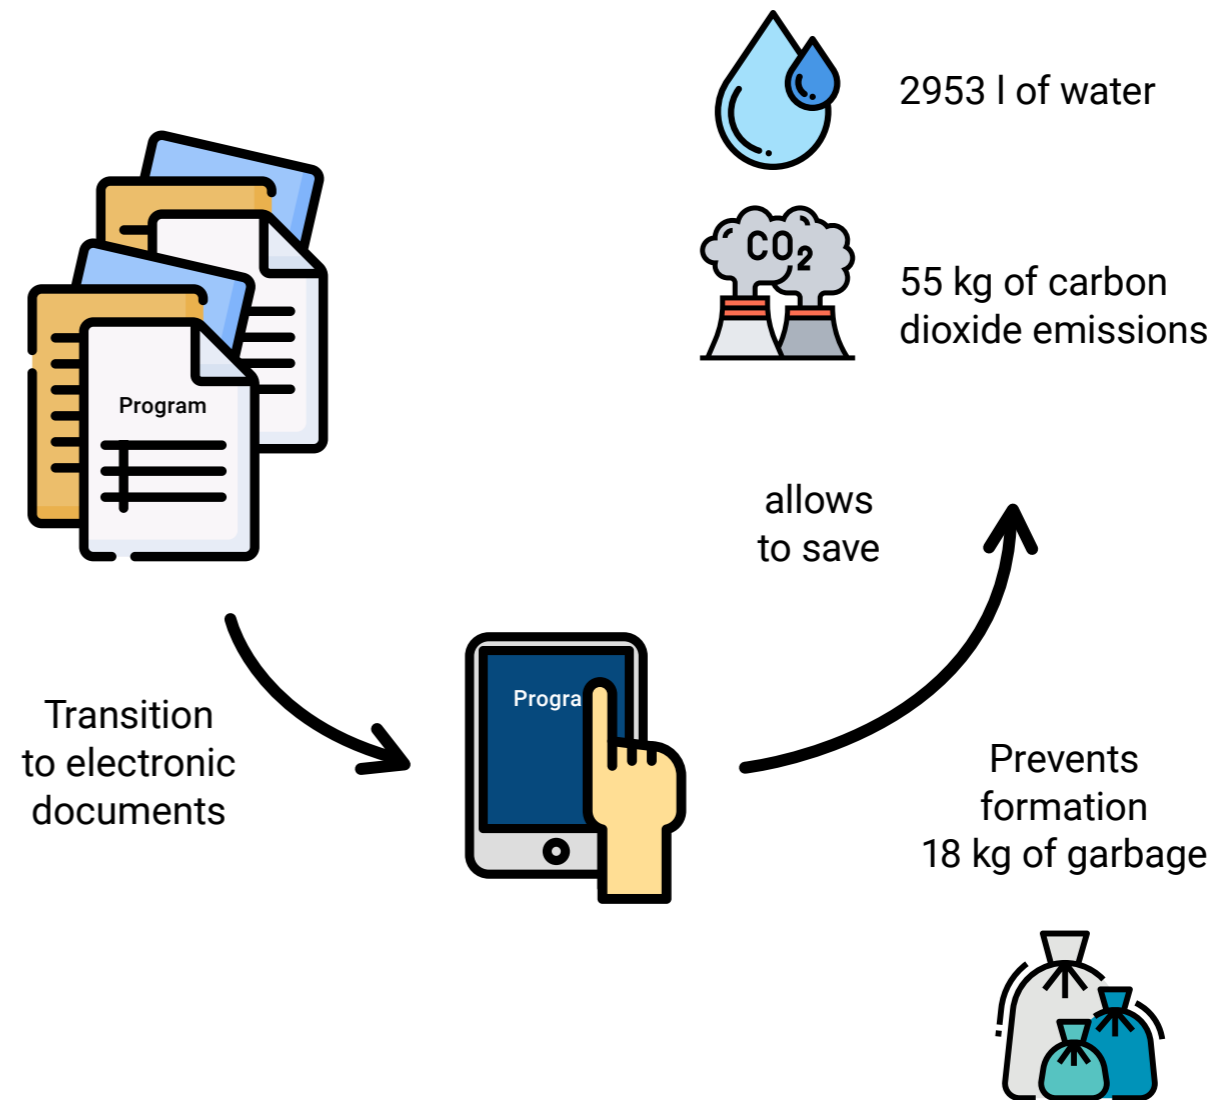 2953 l of water
CO2
55 kg of carbon
dioxide emissions
Program
allows
to save
Progra
Transition
to electronic
documents
Prevents
formation
18 kg of garbage